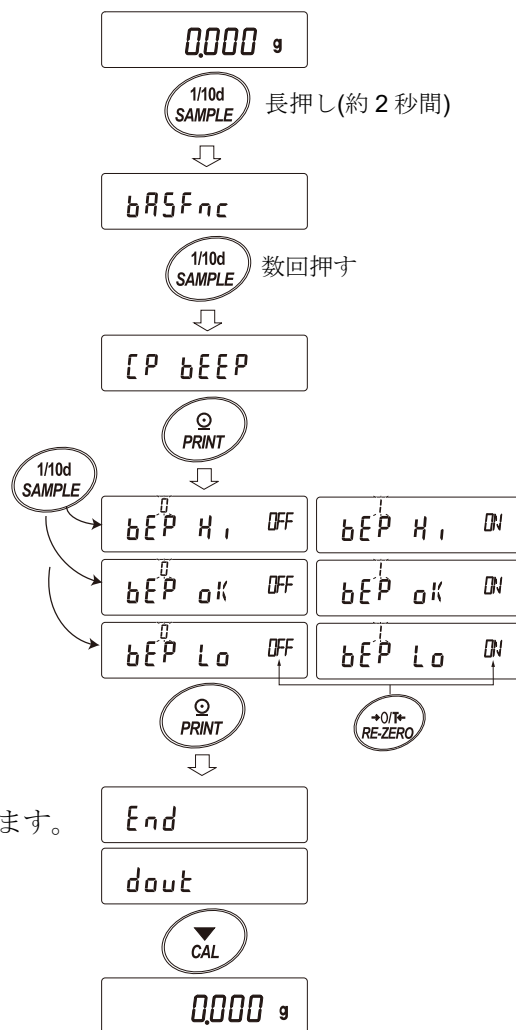 0.000 g
1/10d
SAMPLE
長押し(約2秒間)
bASFnc
1/10d
SAMPLE
数回押す
CP bEEP
PRINT
1/10d
SAMPLE
0
bEP Hi OFF
1
bEP Hi ON
0
bEP oK OFF
1
bEP oK ON
0
bEP Lo OFF
1
bEP Lo ON
PRINT
→0/T←
RE-ZERO
ます。
End
dout
CAL
0.000 g